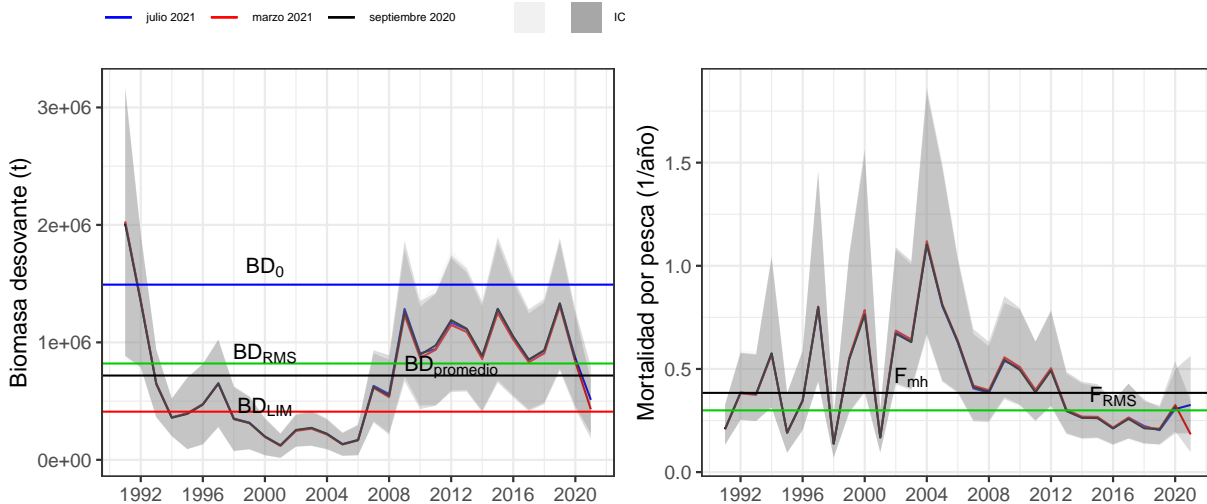 julio 2021 marzo 2021 septiembre 2020 IC
Biomasa desovante (t)
3e+06
2e+06
1e+06
0e+00
BD0
BDRMS
BDpromedio
BDLIM
1992 1996 2000 2004 2008 2012 2016 2020
Mortalidad por pesca (1/año)
1.5
1.0
0.5
0.0
Fmh
FRMS
1992 1996 2000 2004 2008 2012 2016 2020